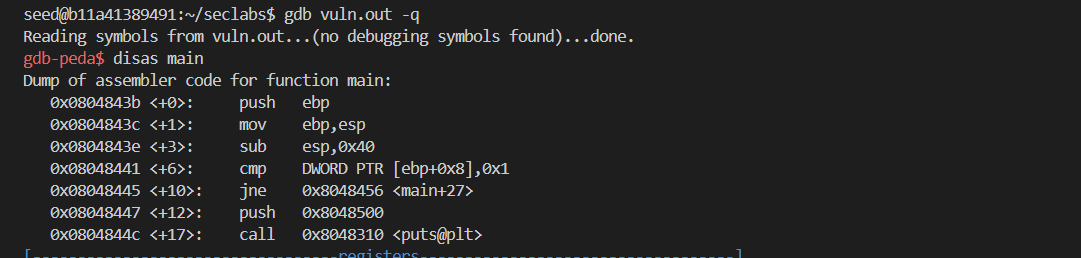 seed@b11a41389491:~/seclabs$ gdb vuln.out -q
Reading symbols from vuln.out...(no debugging symbols found)...done.
gdb-peda$ disas main
Dump of assembler code for function main:
   0x0804843b <+0>:     push   ebp
   0x0804843c <+1>:     mov    ebp,esp
   0x0804843e <+3>:     sub    esp,0x40
   0x08048441 <+6>:     cmp    DWORD PTR [ebp+0x8],0x1
   0x08048445 <+10>:    jne    0x8048456 <main+27>
   0x08048447 <+12>:    push   0x8048500
   0x0804844c <+17>:    call   0x8048310 <puts@plt>
[----------------------------------registers-----------------------------------]